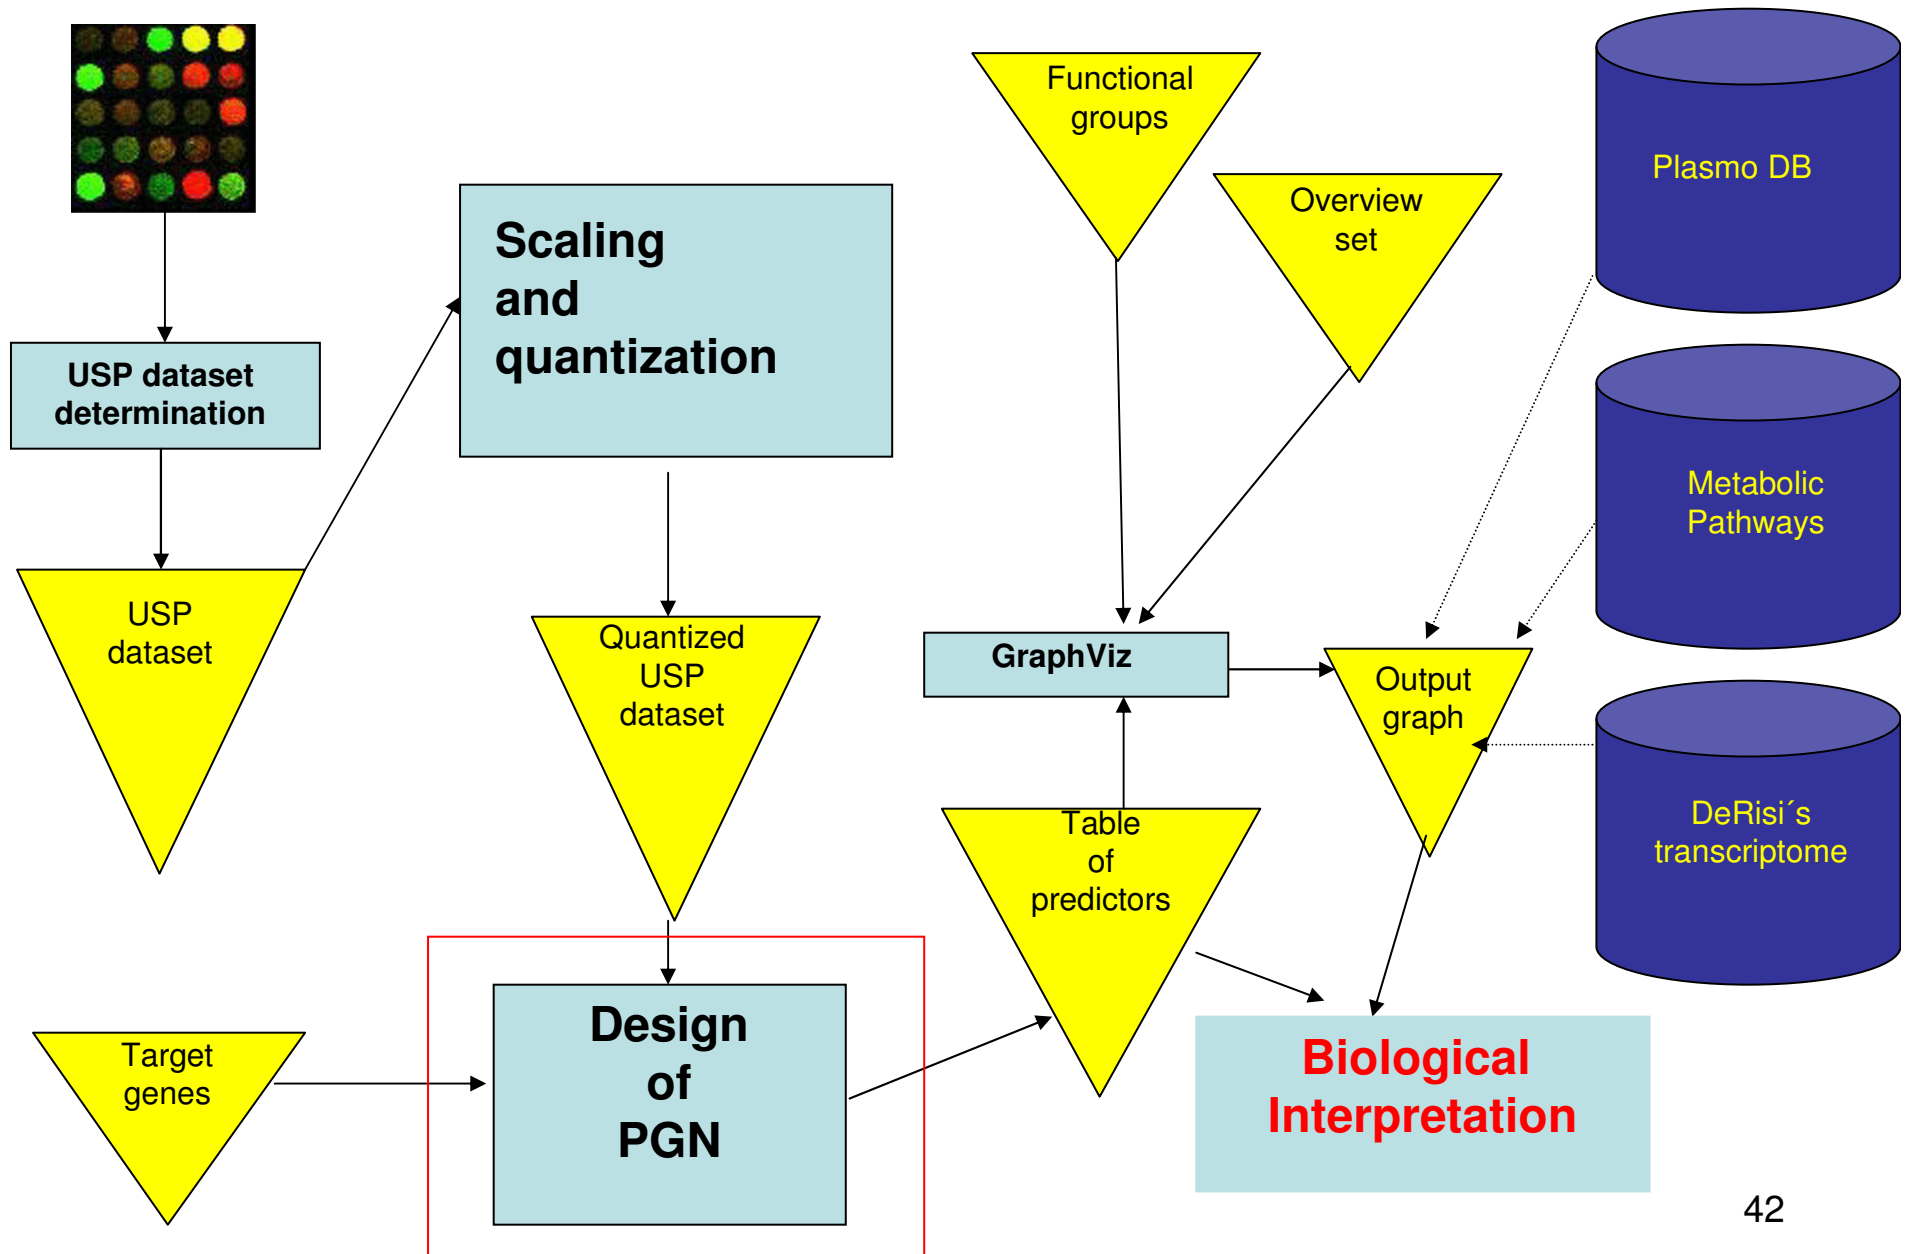 USP dataset
determination
USP
dataset
Scaling
and
quantization
Quantized
USP
dataset
Target
genes
Design
of
PGN
Functional
groups
Overview
set
GraphViz
Table
of
predictors
Output
graph
Biological
Interpretation
Plasmo DB
Metabolic
Pathways
DeRisi´s
transcriptome
42